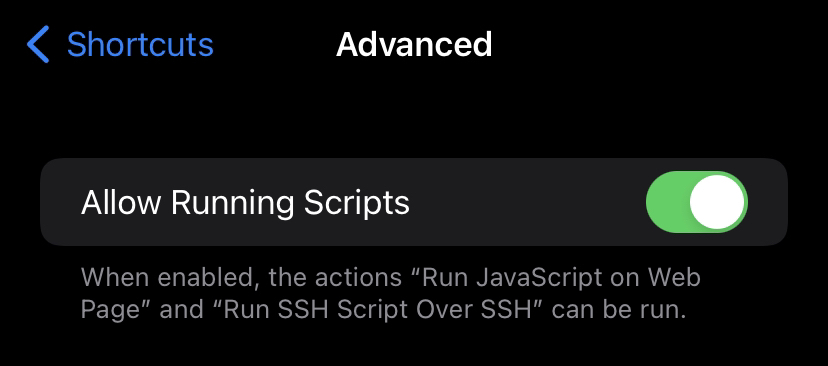 Shortcuts Advanced
Allow Running Scripts
When enabled, the actions “Run JavaScript on Web
Page” and “Run SSH Script Over SSH” can be run.